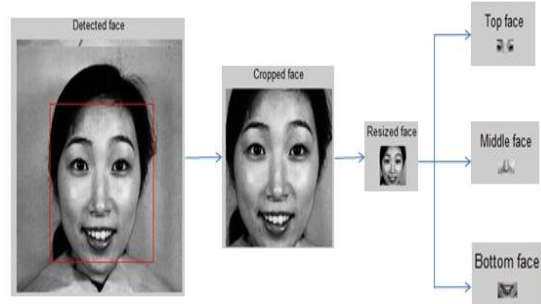 Detected face
Cropped face
Resized face
Top face
Middle face
Bottom face